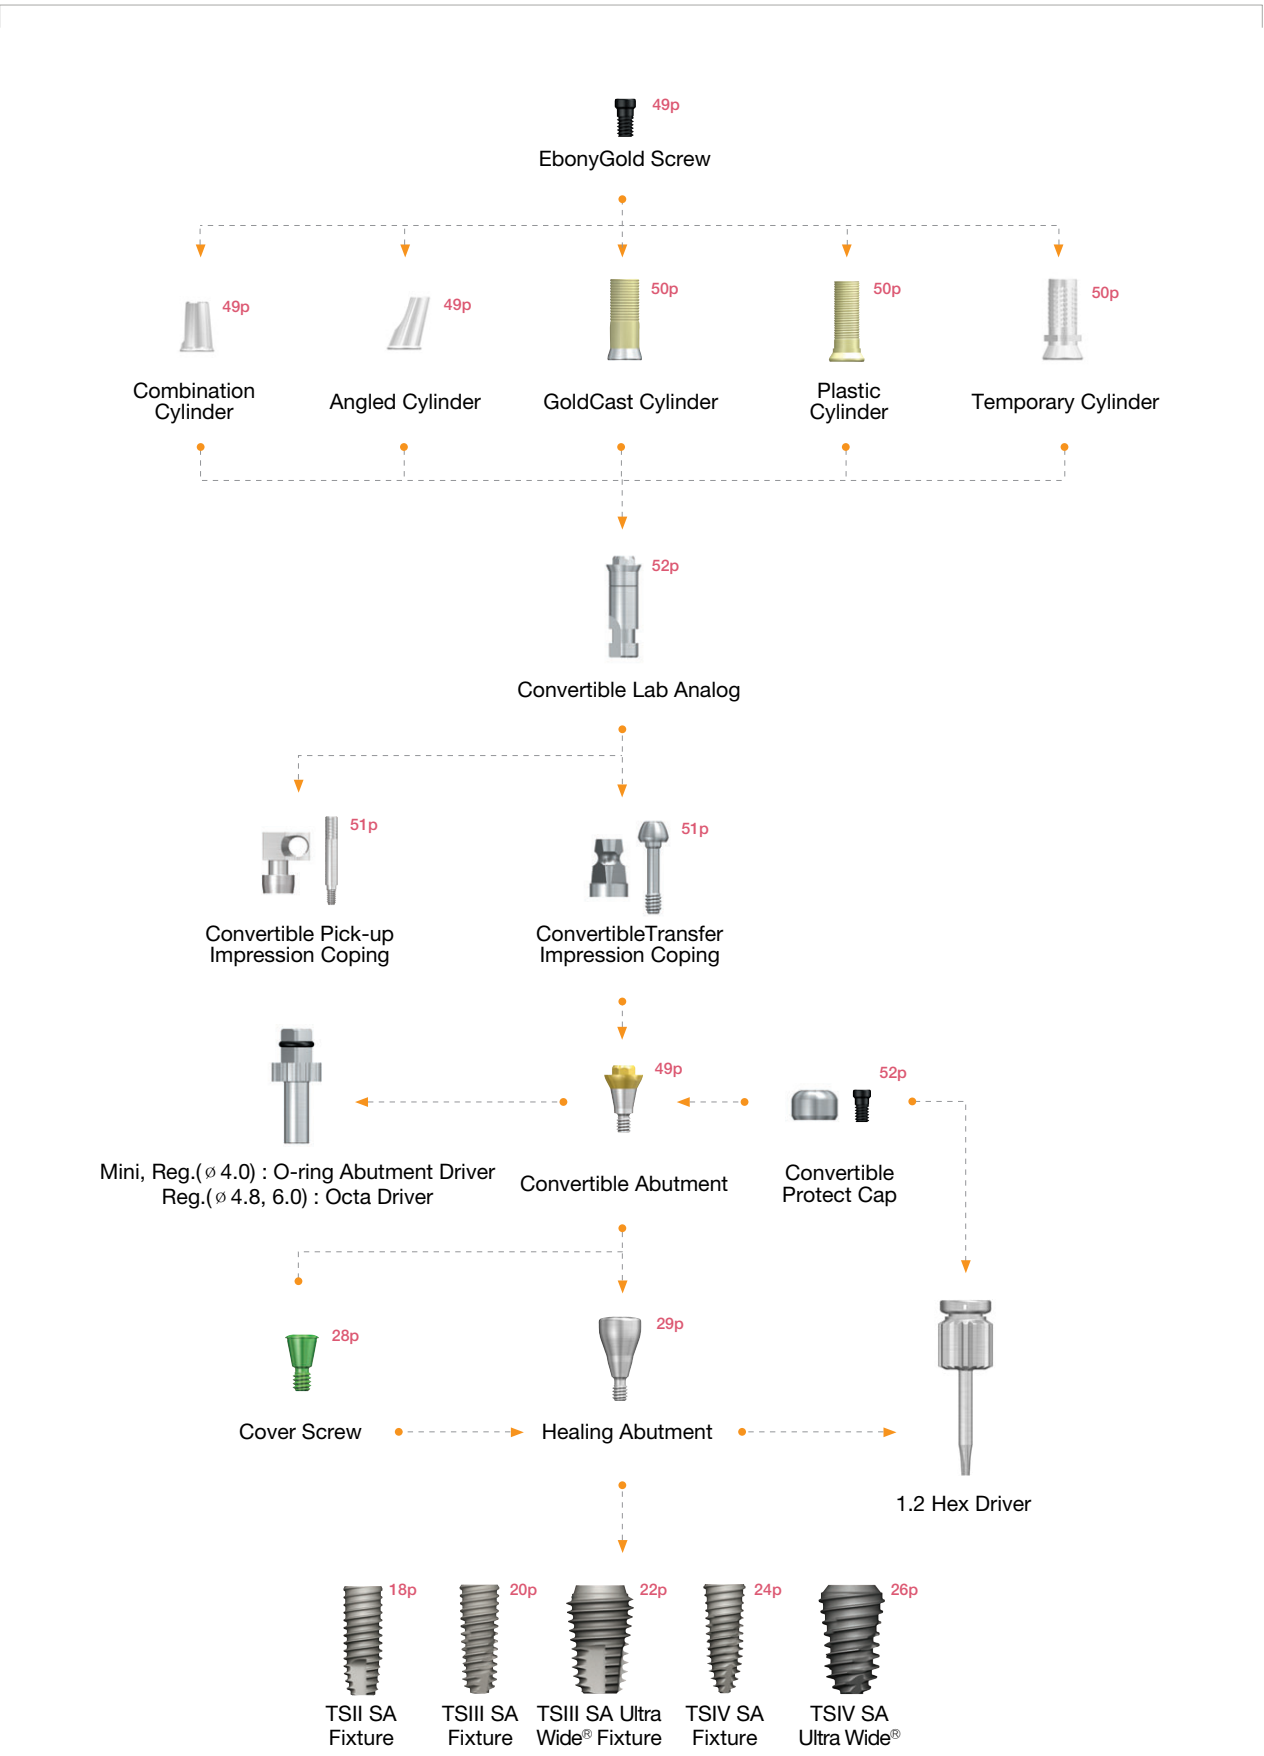 49p
EbonyGold Screw
49p
49p
50p
50p
50p
Combination
Cylinder
Angled Cylinder
GoldCast Cylinder
Plastic
Cylinder
Temporary Cylinder
52p
Convertible Lab Analog
51p
51p
Convertible Pick-up
Impression Coping
ConvertibleTransfer
Impression Coping
49p
52p
Mini, Reg.(ø 4.0) : O-ring Abutment Driver
Reg.(ø 4.8, 6.0) : Octa Driver
Convertible Abutment
Convertible
Protect Cap
28p
29p
Cover Screw
Healing Abutment
1.2 Hex Driver
18p
20p
22p
24p
26p
TSII SA
Fixture
TSIII SA
Fixture
TSIII SA Ultra
Wide® Fixture
TSIV SA
Fixture
TSIV SA
Ultra Wide®